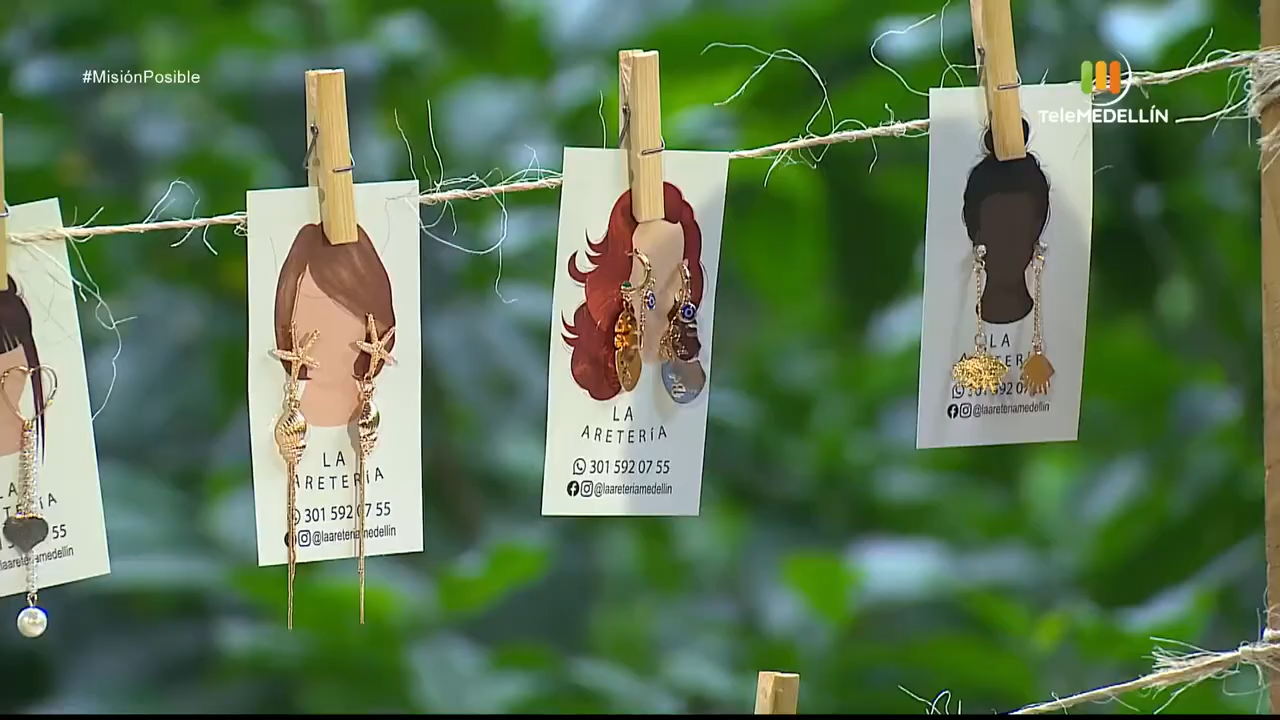 #MisiónPosible
TeleMEDELLÍN
55
LA
ARETERÍA
301 592 07 55
@laareteriamedellin
LA
ARETERÍA
301 592 07 55
@laareteriamedellin
LA
@laareteriamedellin